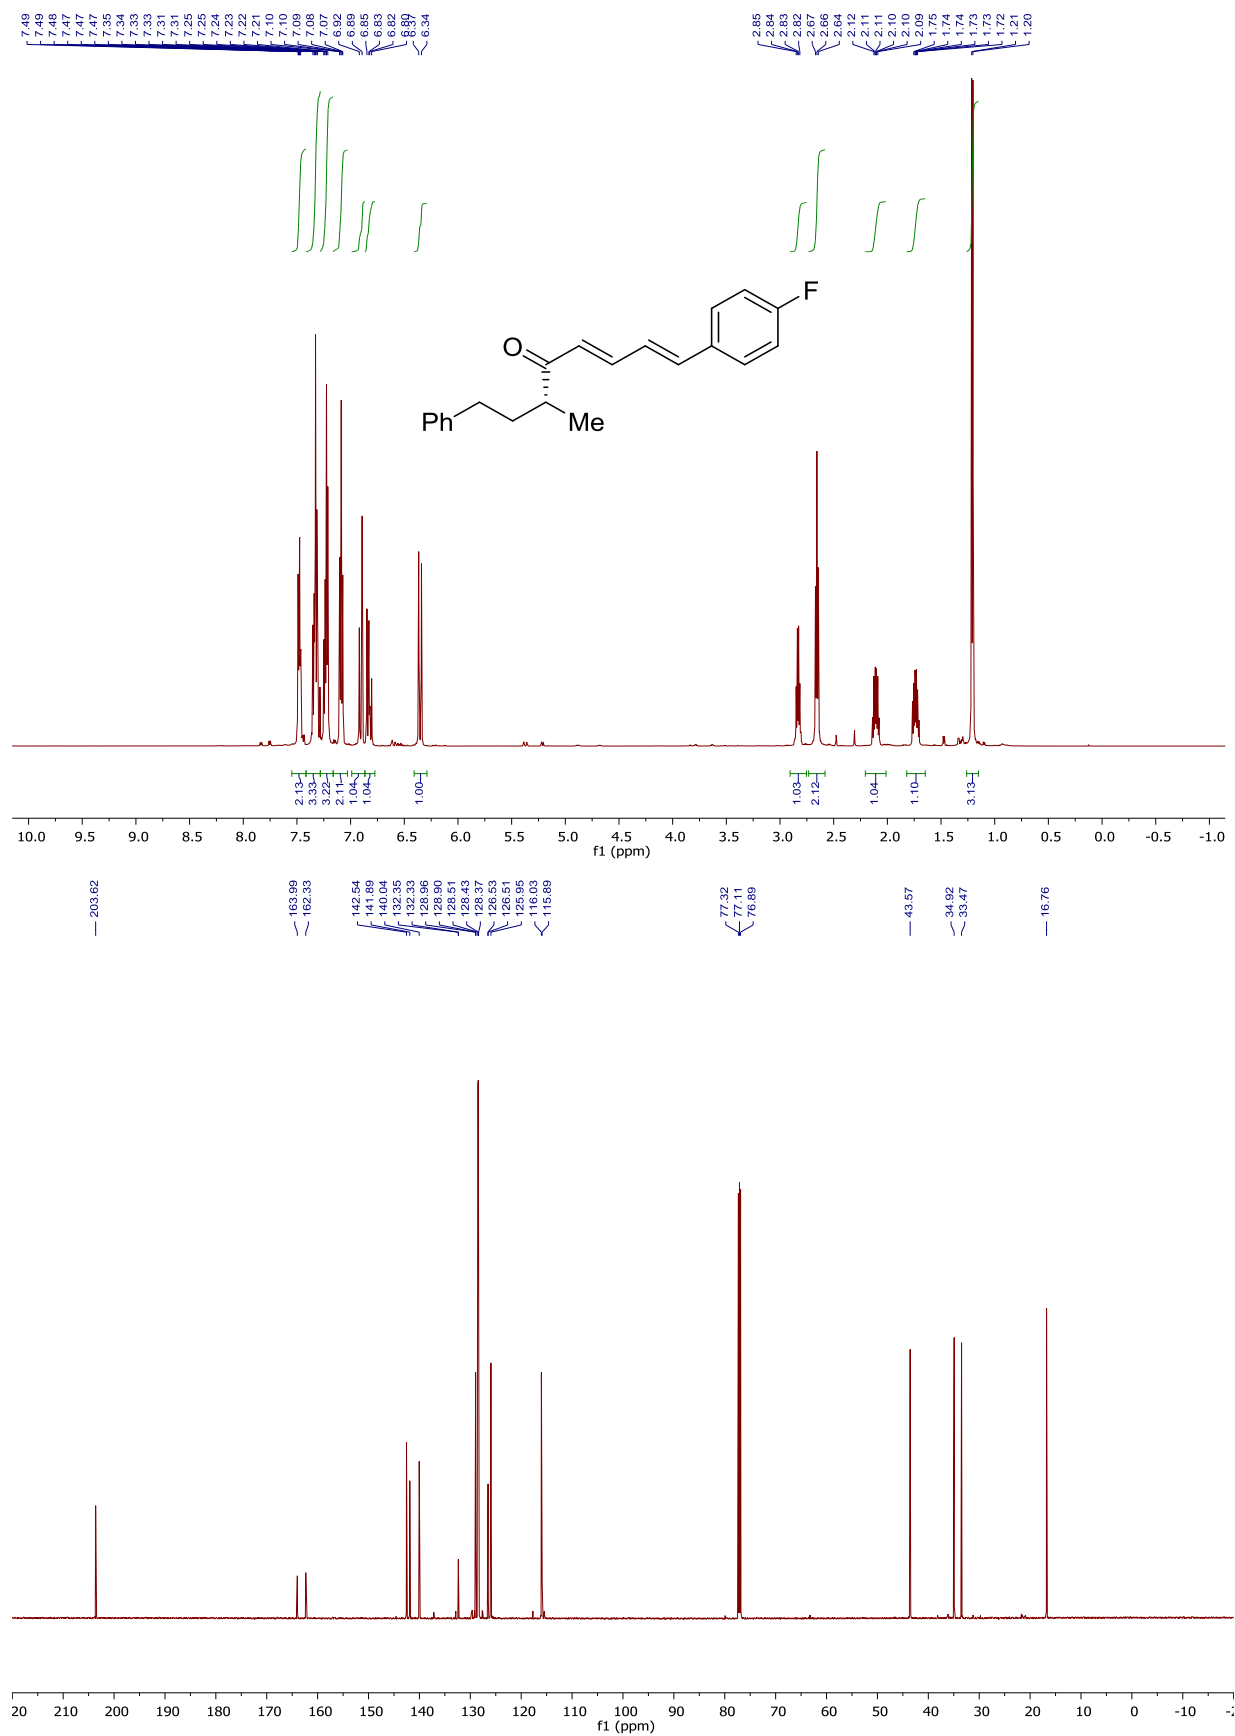 7.49 7.49 7.48 7.47 7.47 7.35 7.34 7.33 7.33 7.31 7.31 7.25 7.25 7.24 7.23 7.22 7.21 7.10 7.10 7.09 7.08 7.07 6.92 6.89 6.85 6.83 6.82 6.80 6.37 6.34 2.85 2.84 2.83 2.82 2.67 2.66 2.64 2.12 2.11 2.11 2.10 2.10 2.09 1.75 1.74 1.74 1.73 1.73 1.72 1.21 1.20
F
O
Ph Me
2.13 3.33 3.22 2.11 1.04 1.04 1.00 1.03 2.12 1.04 1.10 3.13
10.0 9.5 9.0 8.5 8.0 7.5 7.0 6.5 6.0 5.5 5.0 4.5 4.0 3.5 3.0 2.5 2.0 1.5 1.0 0.5 0.0 -0.5 -1.0
f1 (ppm)
203.62 163.99 162.33 142.54 141.89 140.04 132.35 132.33 128.96 128.90 128.51 128.43 128.37 126.53 126.51 125.95 116.03 115.89 77.32 77.11 76.89 43.57 34.92 33.47 16.76
20 210 200 190 180 170 160 150 140 130 120 110 100 90 80 70 60 50 40 30 20 10 0 -10 -2
f1 (ppm)